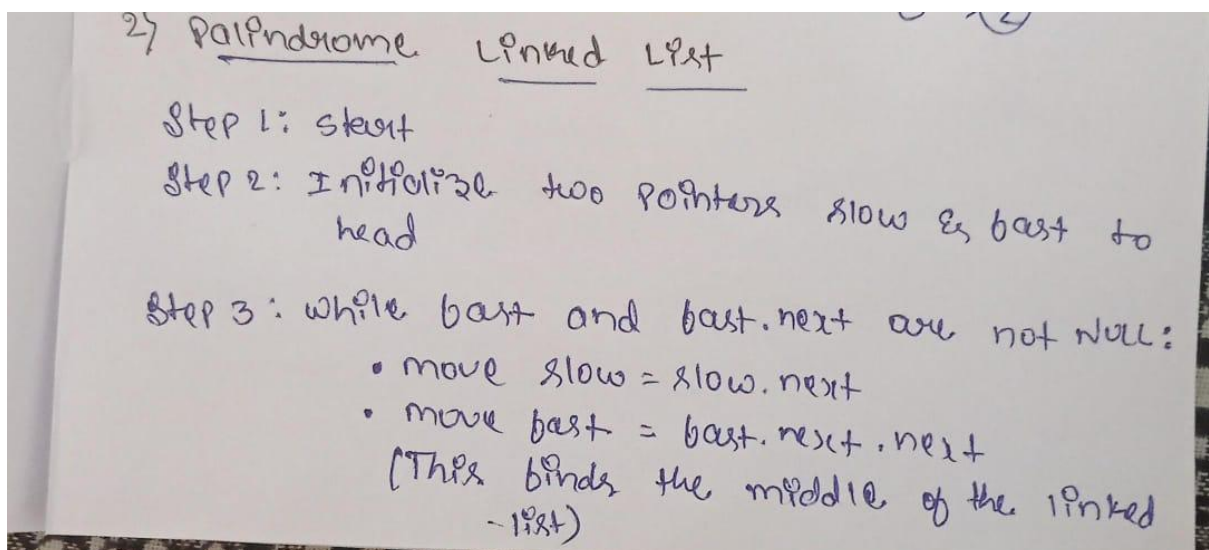 2) Palindrome Linked List
Step 1: start
Step 2: Initialize two pointers slow & fast to
head
Step 3: while fast and fast.next are not NULL:
• move slow = slow.next
• move fast = fast.next.next
(This finds the middle of the linked
-list)